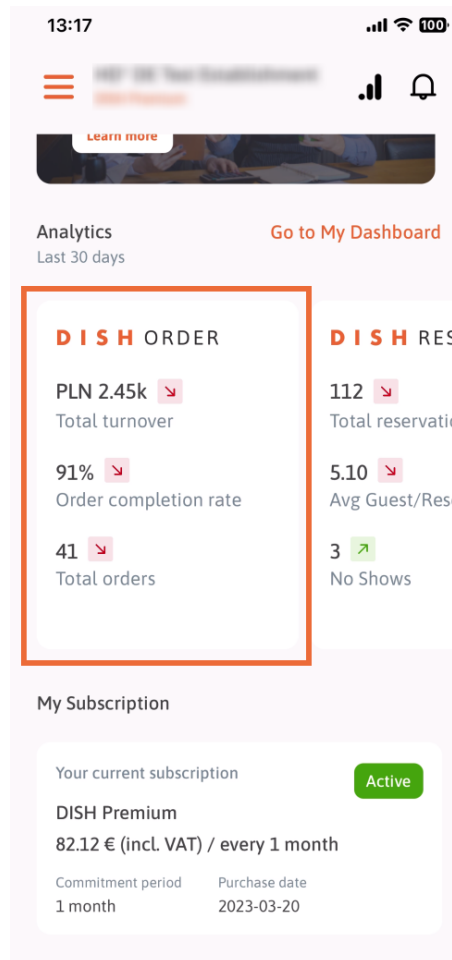 13:17
100
Learn more
Analytics
Go to My Dashboard
Last 30 days
DISH ORDER
PLN 2.45k
Total turnover
91%
Order completion rate
41
Total orders
DISH
112
Total
5.10
Avg Guest/
3
No Shows
My Subscription
Your current subscription
Active
DISH Premium
82.12 € (incl. VAT) / every 1 month
Commitment period
Purchase date
1 month
2023-03-20